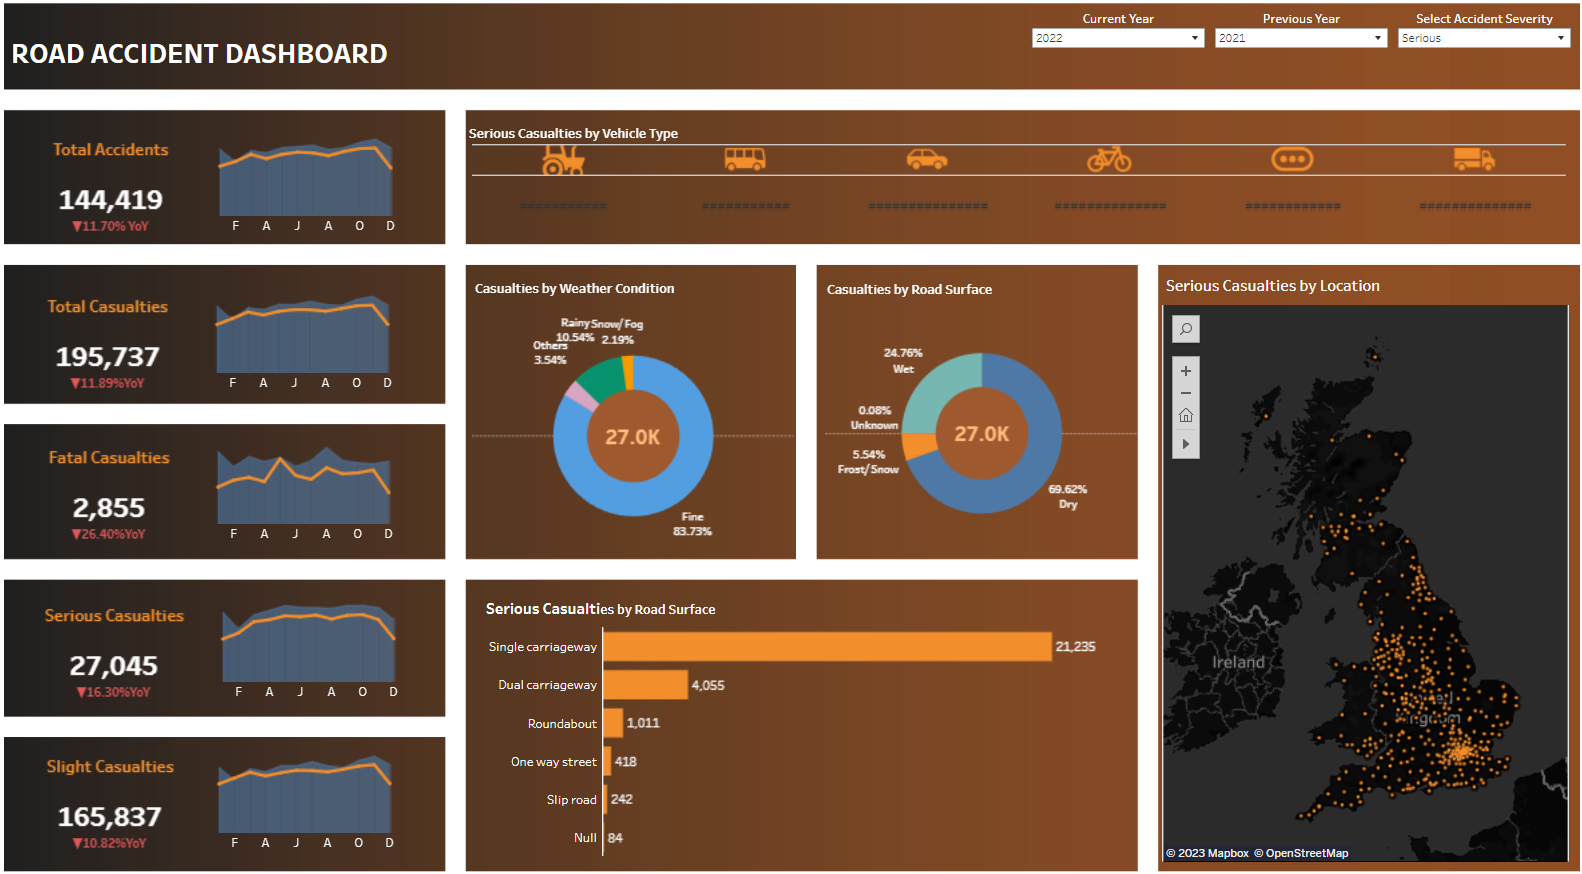 ROAD ACCIDENT DASHBOARD
Current Year
2022
Previous Year
2021
Select Accident Severity
Serious
Total Accidents
144,419
▼11.70% YoY
F A J A O D
Serious Casualties by Vehicle Type
Total Casualties
195,737
▼11.89%YoY
F A J A O D
Fatal Casualties
2,855
▼26.40%YoY
F A J A O D
Serious Casualties
27,045
▼16.30%YoY
F A J A O D
Slight Casualties
165,837
▼10.82%YoY
F A J A O D
Casualties by Weather Condition
Rainy
10.54%
Snow/Fog
2.19%
Others
3.54%
27.0K
Fine
83.73%
Casualties by Road Surface
24.76%
Wet
0.08%
Unknown
5.54%
Frost/Snow
27.0K
69.62%
Dry
Serious Casualties by Road Surface
Single carriageway 21,235
Dual carriageway 4,055
Roundabout 1,011
One way street 418
Slip road 242
Null 84
Serious Casualties by Location
Ireland
© 2023 Mapbox © OpenStreetMap